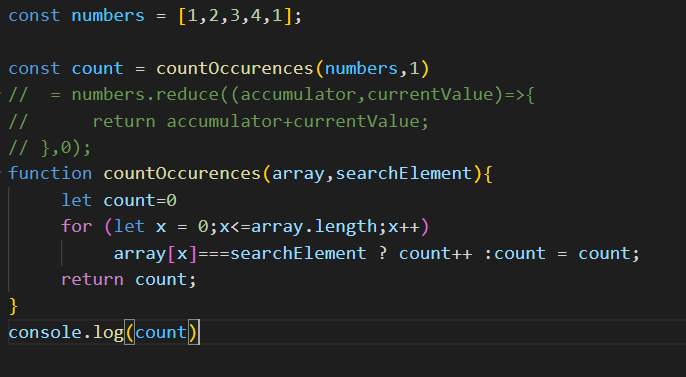 const numbers = [1,2,3,4,1];
const count = countOccurences(numbers,1)
//  = numbers.reduce((accumulator,currentValue)=>{
//      return accumulator+currentValue;
// },0);
function countOccurences(array,searchElement){
let count=0
for (let x = 0;x<=array.length;x++)
array[x]===searchElement ? count++ :count = count;
return count;
}
console.log(count)